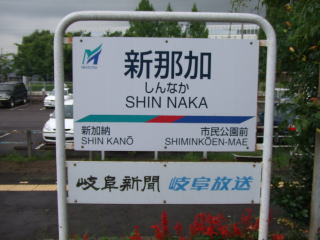 新那加
しんなか
SHIN NAKA
新加納
SHIN KANŌ
市民公園前
SHIMINKŌEN-MAE
岐阜新聞 岐阜放送